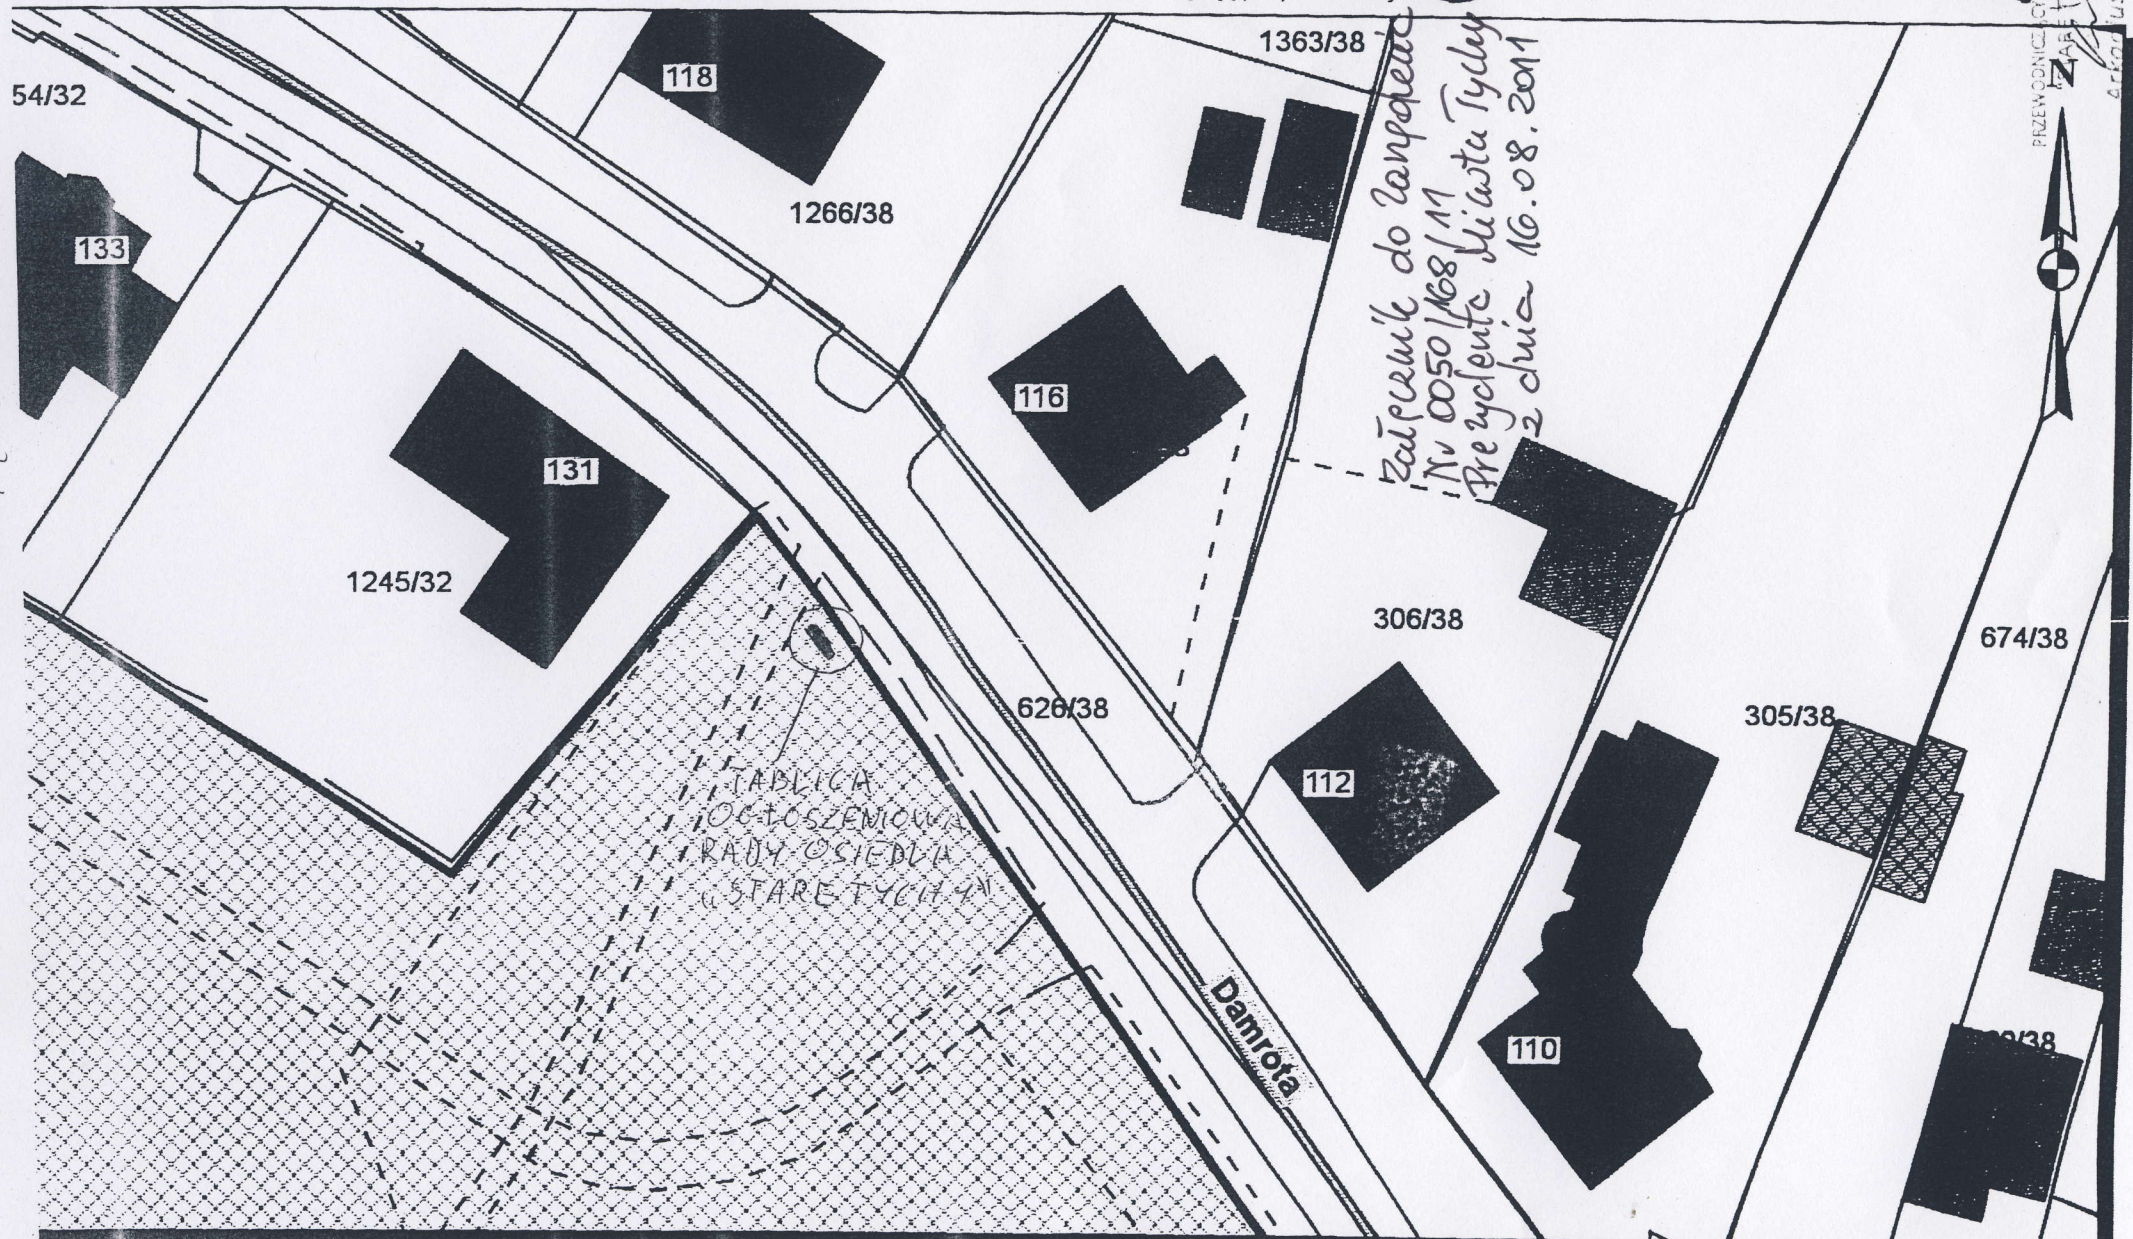 1363/38
118
54/32
PRZEWODNICZĄCY
N
1266/38
133
Załącznik do
Nr 0050/168/11
Prezydenta Miasta Tychy
z dnia 16.08.2011
116
131
1245/32
306/38
674/38
626/38
305/38
112
TABLICA
OGŁOSZENIOWA
RADY OSIEDLA
„STARE TYCHY"
Damrota
110